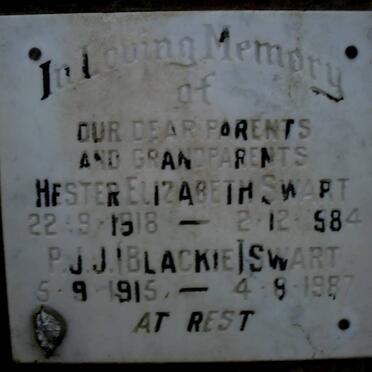 In Loving Memory
of
OUR DEAR PARENTS
AND GRANDPARENTS
HESTER ELIZABETH SWART
22·9·1918 — 2·12·1984
P.J.J.[BLACKIE]SWART
5·9·1915 — 4·8·1987
AT REST